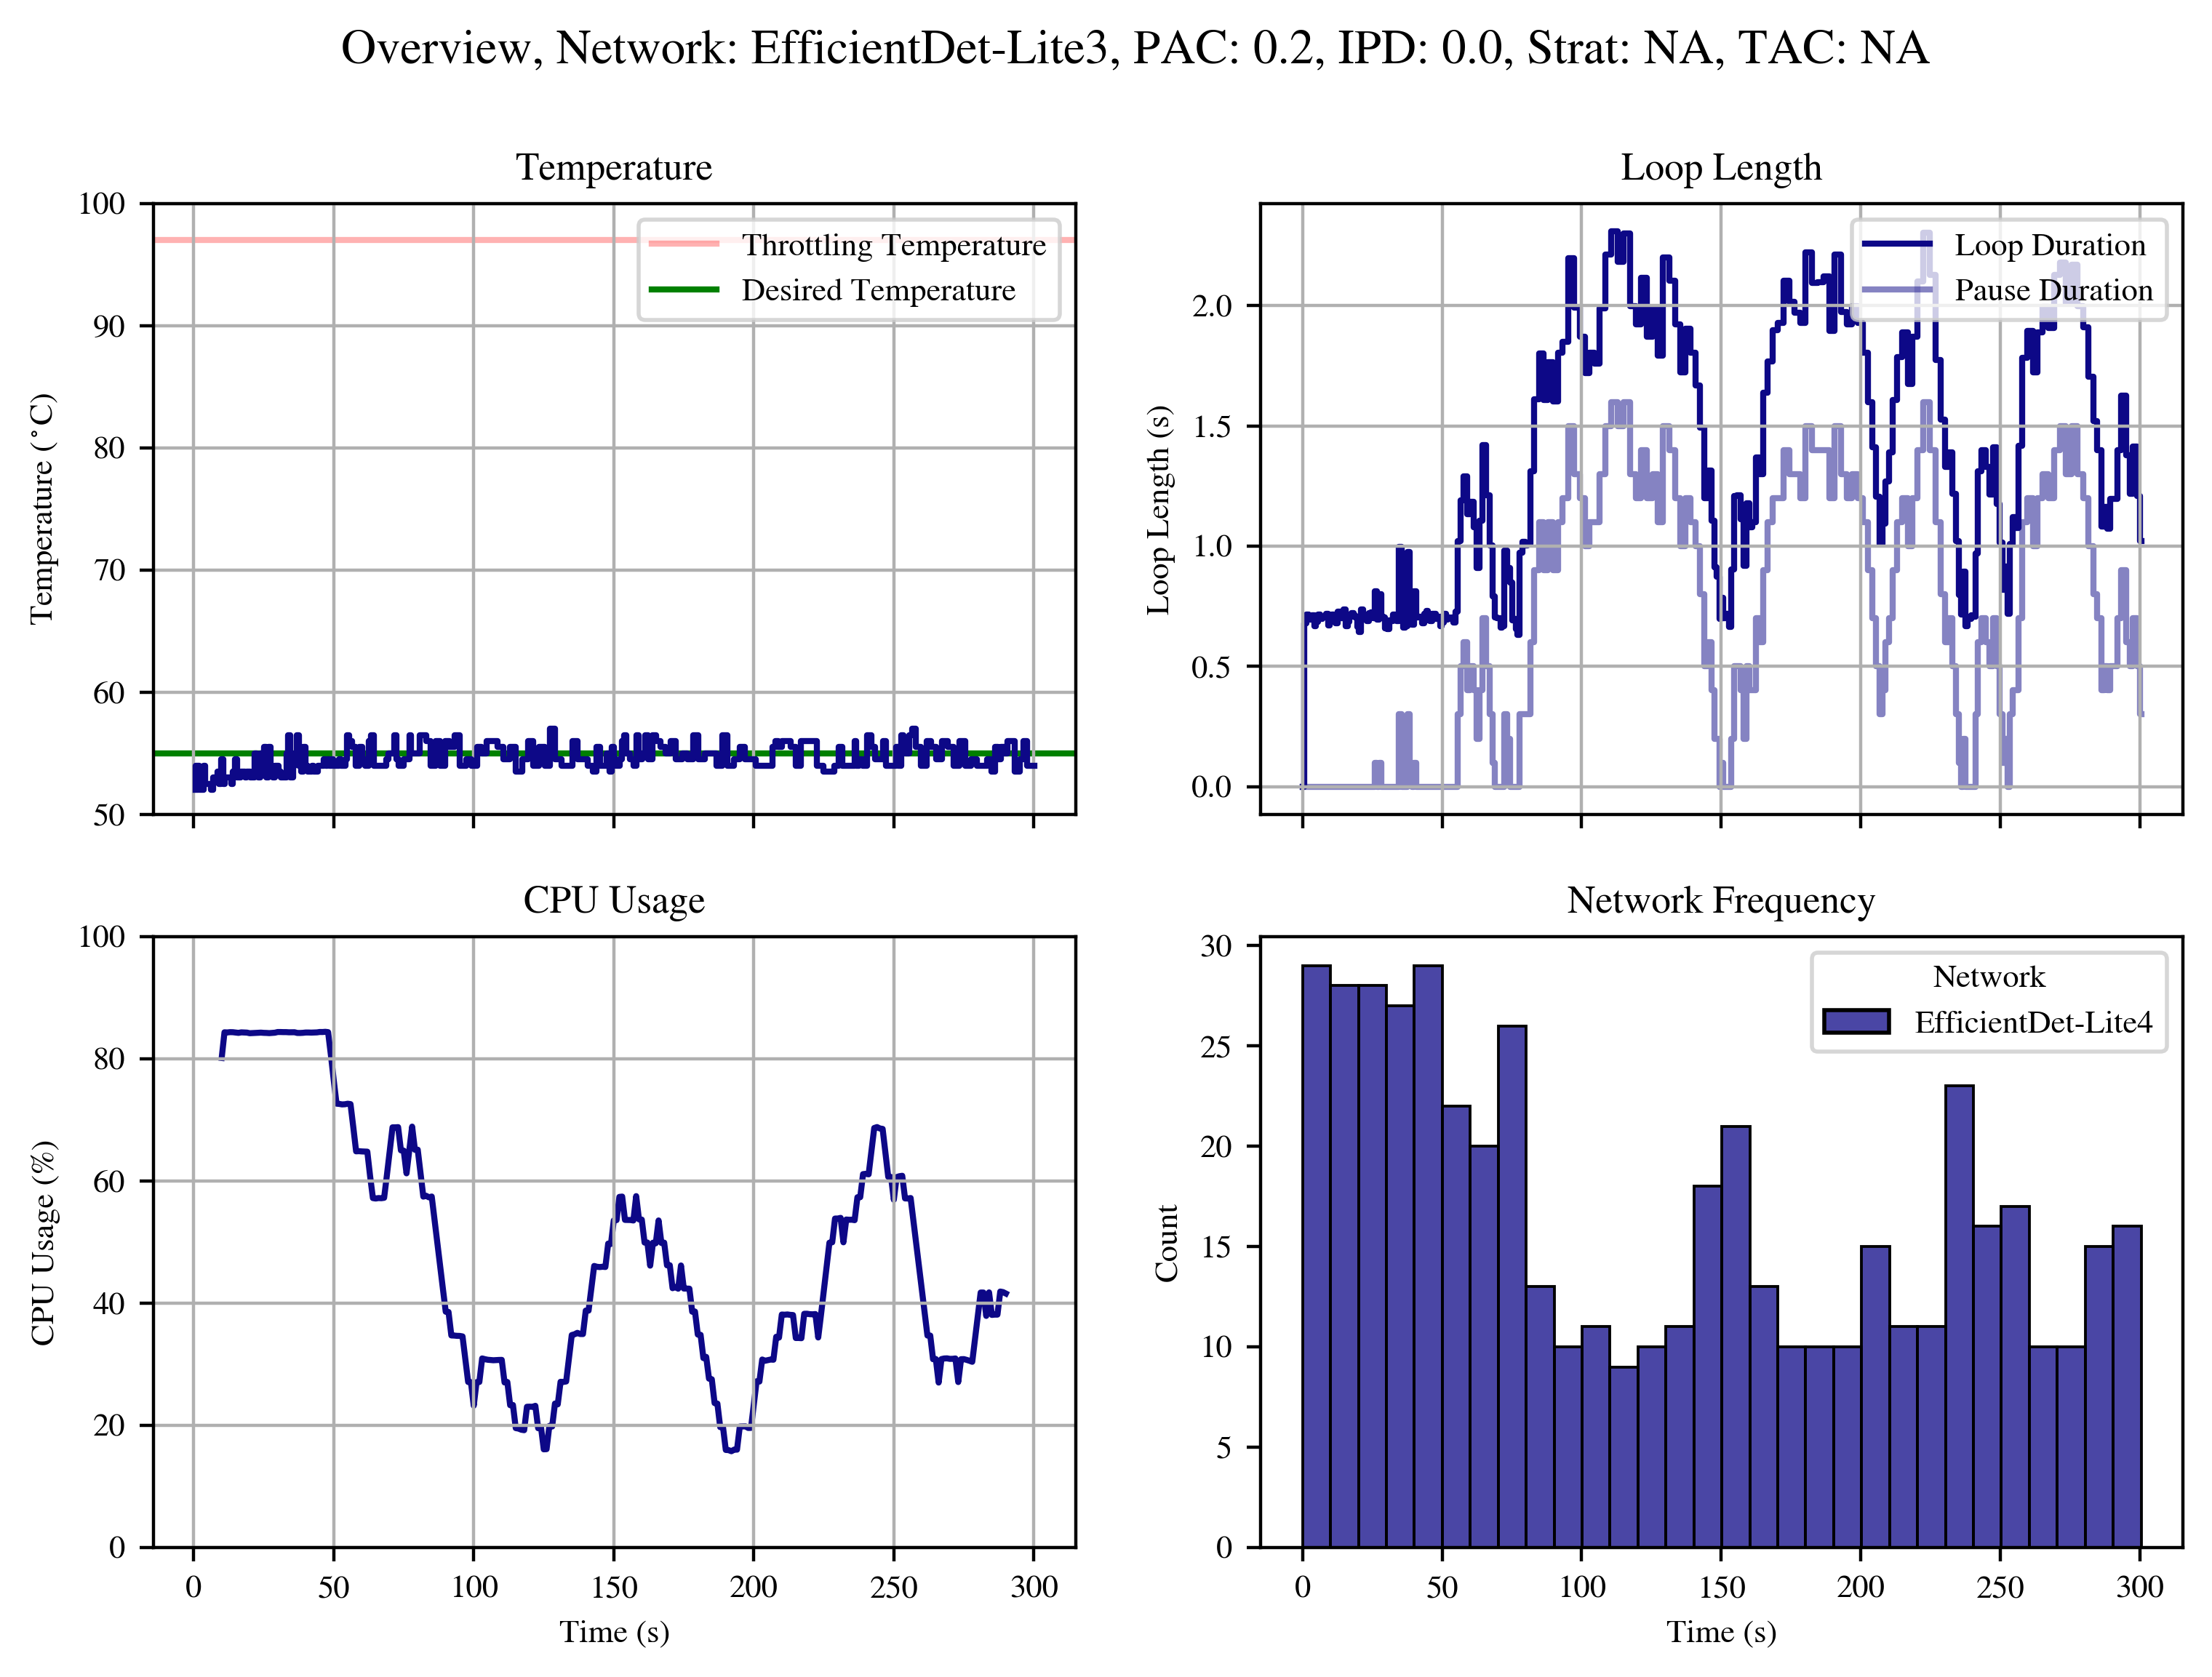 Overview, Network: EfficientDet-Lite3, PAC: 0.2, IPD: 0.0, Strat: NA, TAC: NA
Temperature
100
90
80
70
60
50
Temperature (°C)
Throttling Temperature
Desired Temperature
Loop Length
2.0
1.5
1.0
0.5
0.0
Loop Length (s)
Loop Duration
Pause Duration
CPU Usage
100
80
60
40
20
0
CPU Usage (%)
0 50 100 150 200 250 300
Time (s)
Network Frequency
30
25
20
15
10
5
0
Count
Network
EfficientDet-Lite4
0 50 100 150 200 250 300
Time (s)